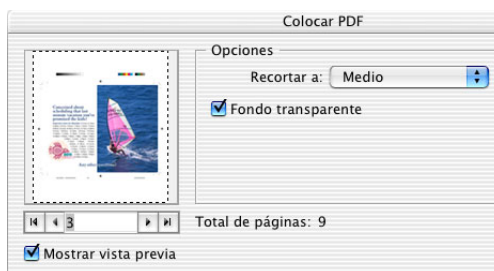 Colocar PDF
Opciones
Recortar a: Medio
Fondo transparente
3
Total de páginas: 9
Mostrar vista previa